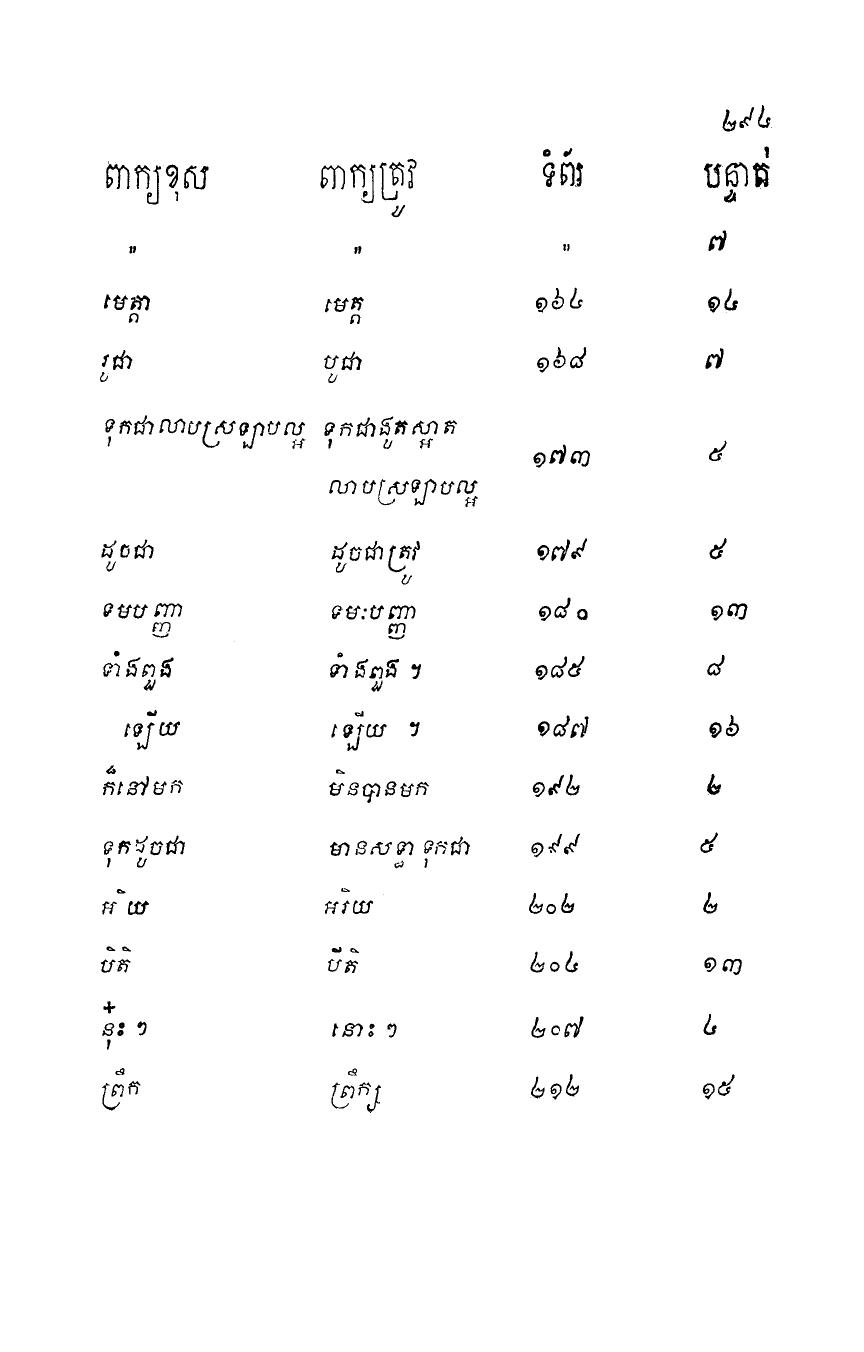 ២៩៤
ពាក្យខុស ពាក្យត្រូវ ទំព័រ បន្ទាត់
" " " ៧
មេត្តា មេត្ត ១៦៤ ១៤
រូជា បូជា ១៦៨ ៧
ទុកជាលាបស្រឡាបល្អ ទុកជាងូតស្អាត ១៧៣ ៥
លាបស្រឡាបល្អ
ដូចជា ដូចជាត្រូវ ១៧៩ ៥
ទមបញ្ញា ទមៈបញ្ញា ១៨០ ១៣
ទាំងពួង ទាំងពួង ។ ១៨៥ ៨
ឡើយ ឡើយ ។ ១៨៧ ១៦
ក៏នៅមក មិនបានមក ១៩២ ២
ទុកដូចជា មានសទ្ធា ទុកជា ១៩៩ ៥
អ ិយ អរិយ ២០២ ២
បិតិ បីតិ ២០៤ ១៣
នុ៎ះ ៗ នោះ ៗ ២០៧ ៤
ព្រឹក ព្រឹក្ស ២១២ ១៥